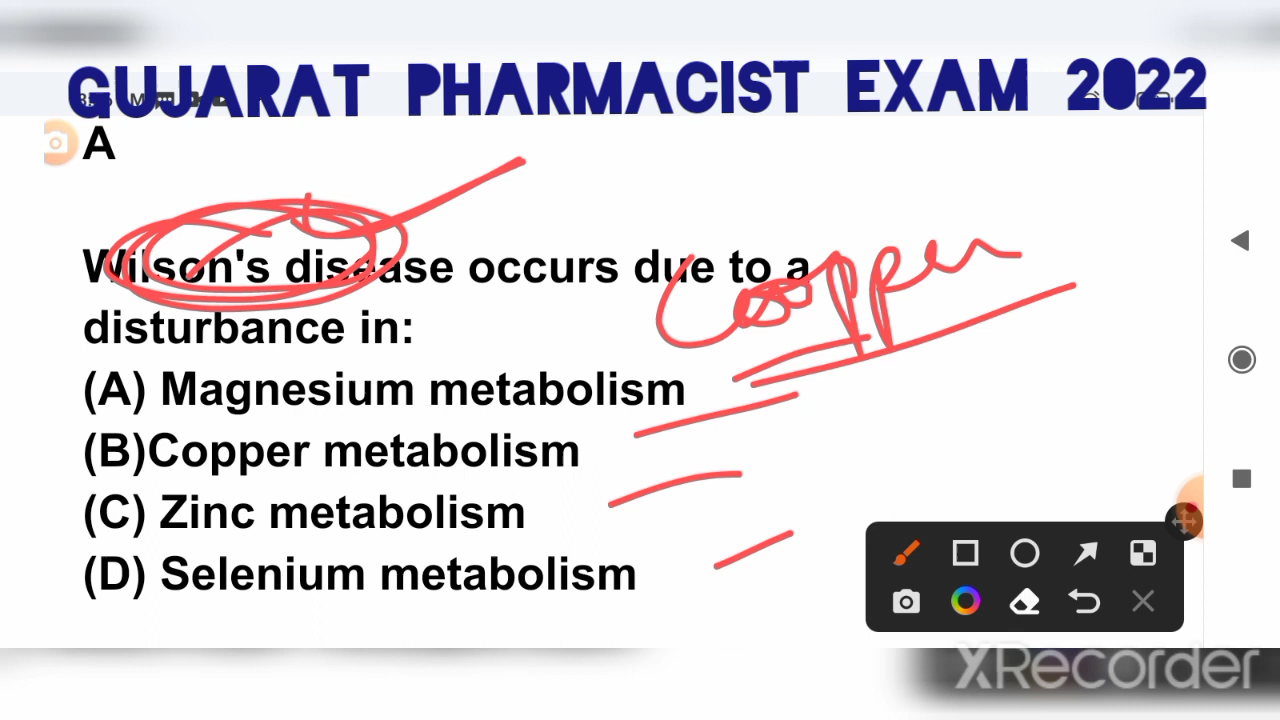 GUJARAT PHARMACIST EXAM 2022
A
Wilson's disease occurs due to a
Copper
disturbance in:
(A) Magnesium metabolism
(B)Copper metabolism
(C) Zinc metabolism
(D) Selenium metabolism
XRecorder